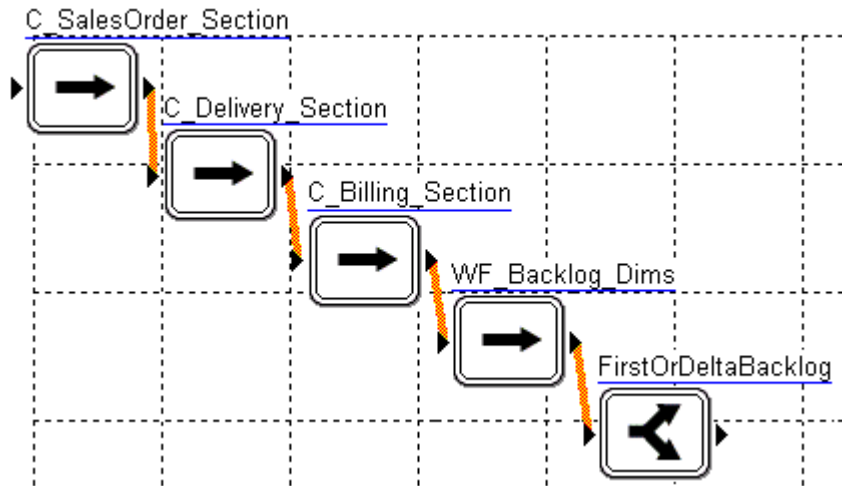 C_SalesOrder_Section
C_Delivery_Section
C_Billing_Section
WF_Backlog_Dims
FirstOrDeltaBacklog